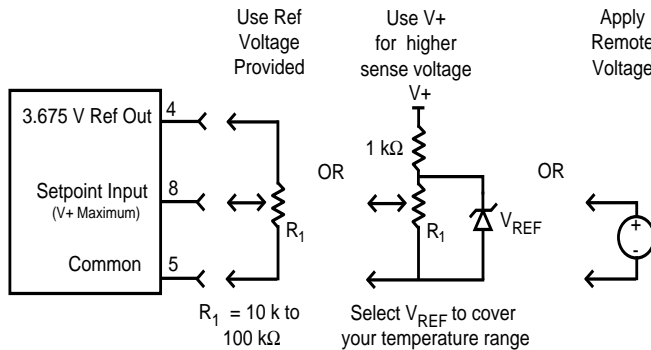 Use Ref
Voltage
Provided
Use V+
for higher
sense voltage
V+
Apply
Remote
Voltage
3.675 V Ref Out
4
1 kΩ
Setpoint Input
(V+ Maximum)
8
OR
OR
R1
R1
VREF
+
-
Common
5
R1 = 10 k to
100 kΩ
Select VREF to cover
your temperature range